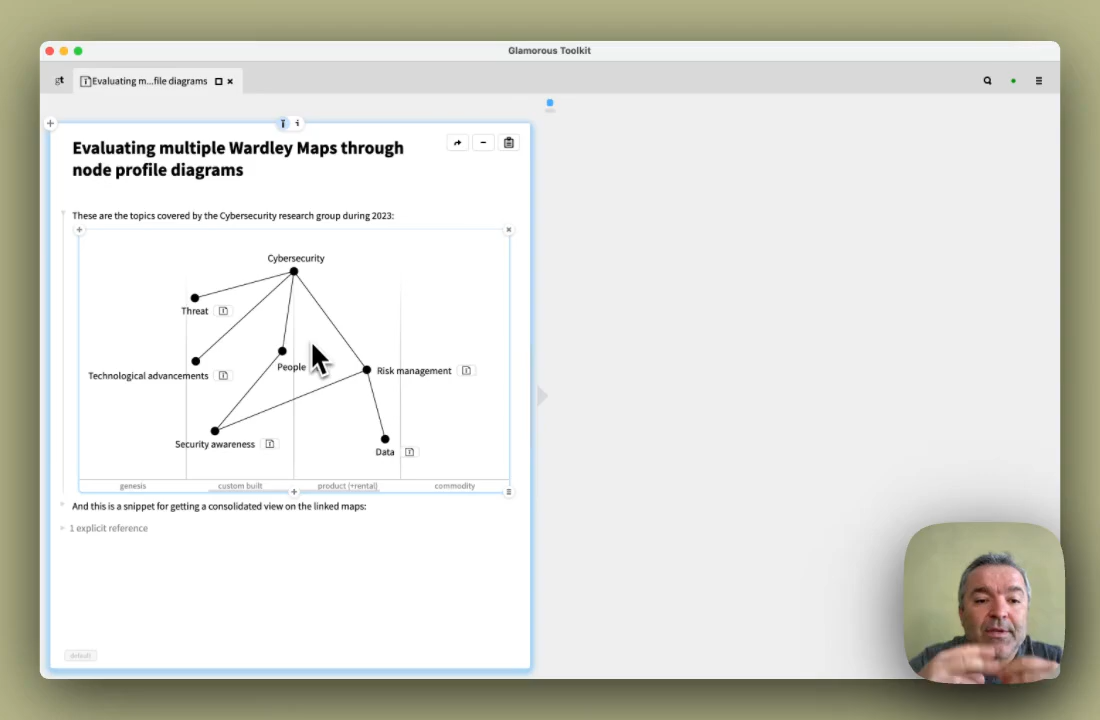 Glamorous Toolkit
gt
Evaluating m...file diagrams
Evaluating multiple Wardley Maps through
node profile diagrams
These are the topics covered by the Cybersecurity research group during 2023:
Cybersecurity
Threat
People
Risk management
Technological advancements
Security awareness
Data
genesis
custom built
product (+rental)
commodity
And this is a snippet for getting a consolidated view on the linked maps:
1 explicit reference
default